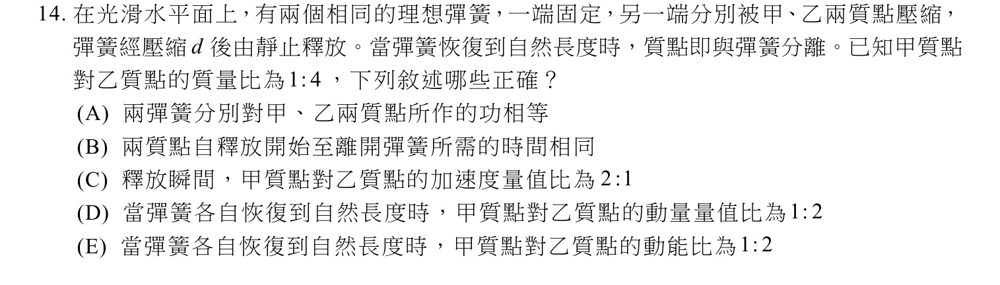 14. 在光滑水平面上,有兩個相同的理想彈簧,一端固定,另一端分別被甲、乙兩質點壓縮,
彈簧經壓縮 d 後由靜止釋放。當彈簧恢復到自然長度時,質點即與彈簧分離。已知甲質點
對乙質點的質量比為1:4 ,下列敘述哪些正確?
(A) 兩彈簧分別對甲、乙兩質點所作的功相等
(B) 兩質點自釋放開始至離開彈簧所需的時間相同
(C) 釋放瞬間,甲質點對乙質點的加速度量值比為 2:1
(D) 當彈簧各自恢復到自然長度時,甲質點對乙質點的動量量值比為1:2
(E) 當彈簧各自恢復到自然長度時,甲質點對乙質點的動能比為1:2